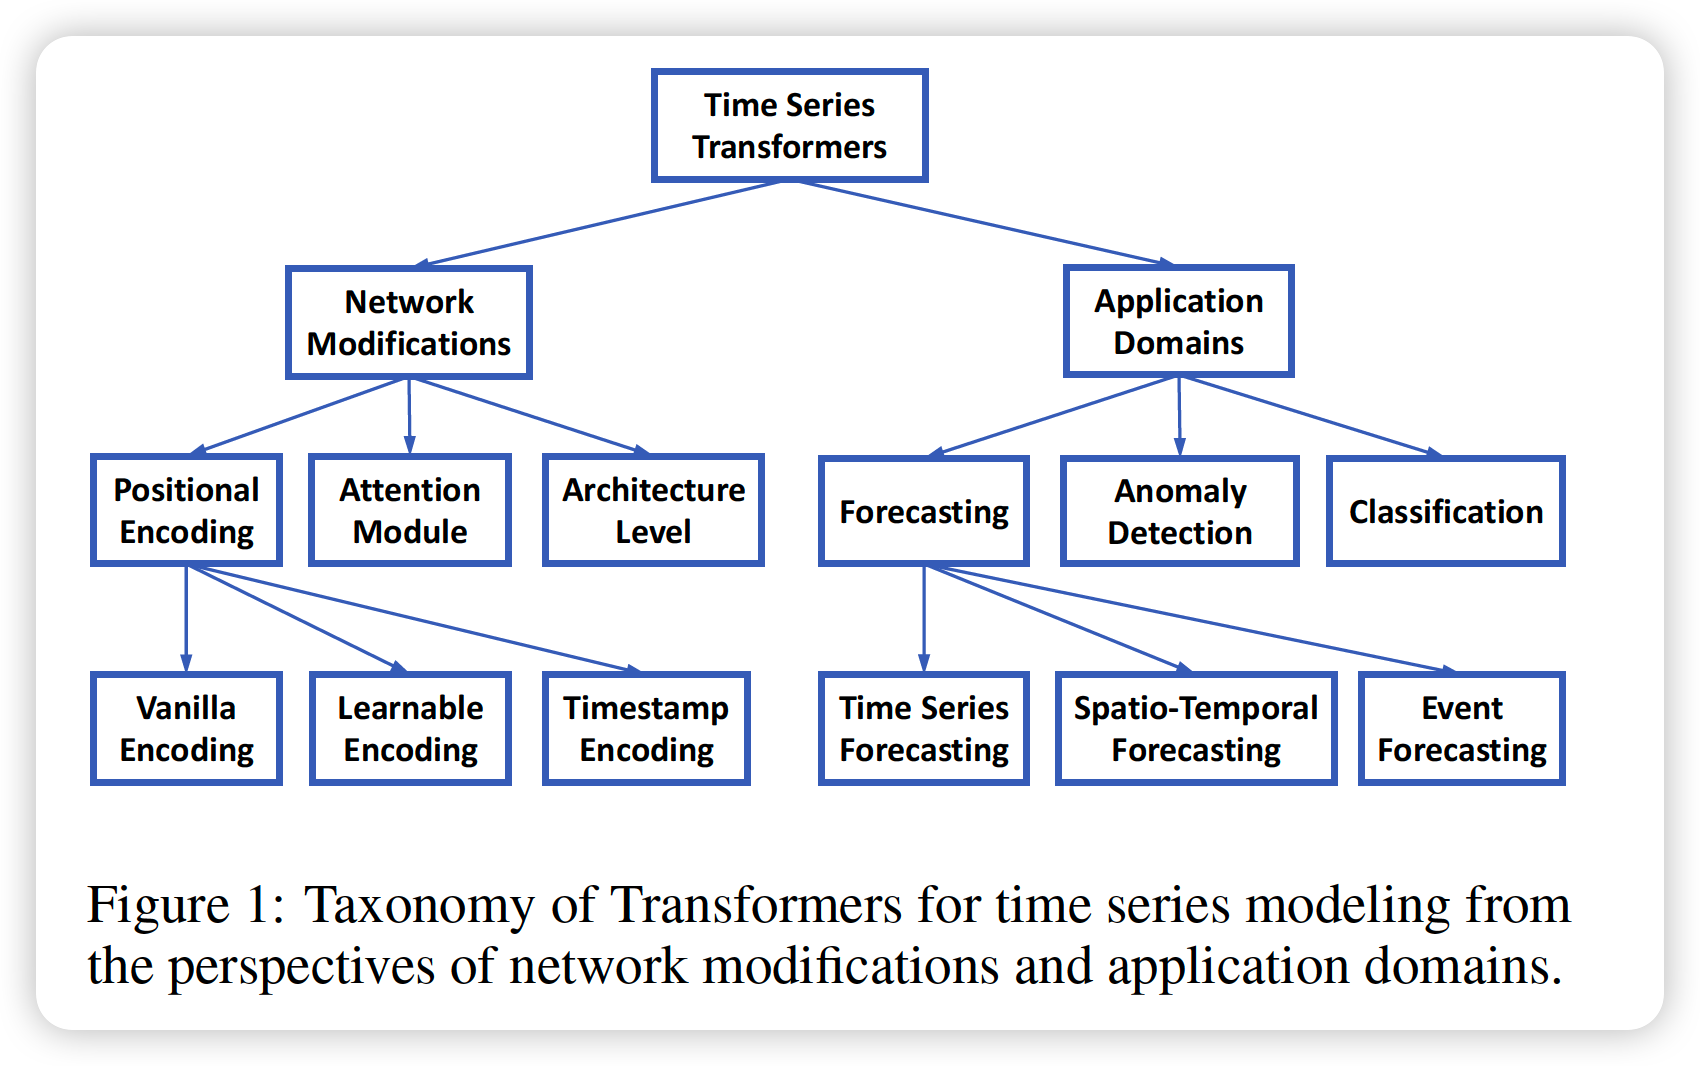 Time Series
Transformers
Network
Modifications
Application
Domains
Positional
Encoding
Attention
Module
Architecture
Level
Forecasting
Anomaly
Detection
Classification
Vanilla
Encoding
Learnable
Encoding
Timestamp
Encoding
Time Series
Forecasting
Spatio-Temporal
Forecasting
Event
Forecasting
Figure 1: Taxonomy of Transformers for time series modeling from
the perspectives of network modifications and application domains.